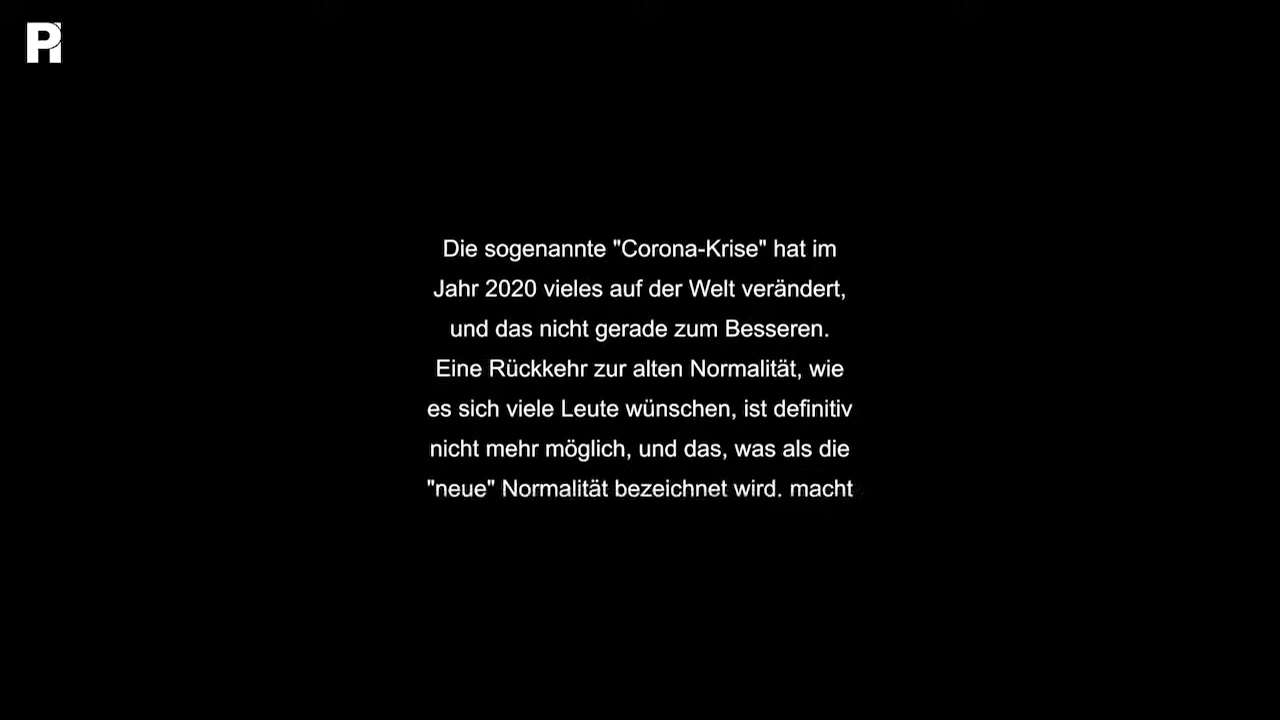 PI
Die sogenannte "Corona-Krise" hat im
Jahr 2020 vieles auf der Welt verändert,
und das nicht gerade zum Besseren.
Eine Rückkehr zur alten Normalität, wie
es sich viele Leute wünschen, ist definitiv
nicht mehr möglich, und das, was als die
"neue" Normalität bezeichnet wird. macht